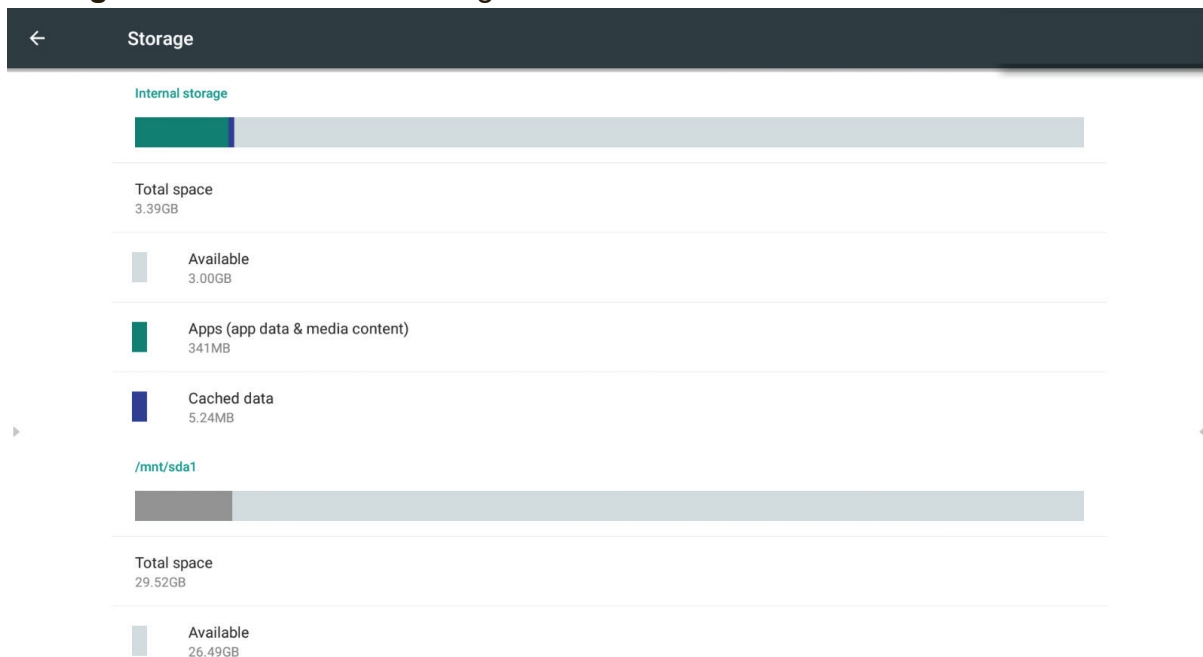 Storage
Internal storage
Total space
3.39GB
Available
3.00GB
Apps (app data & media content)
341MB
Cached data
5.24MB
/mnt/sda1
Total space
29.52GB
Available
26.49GB